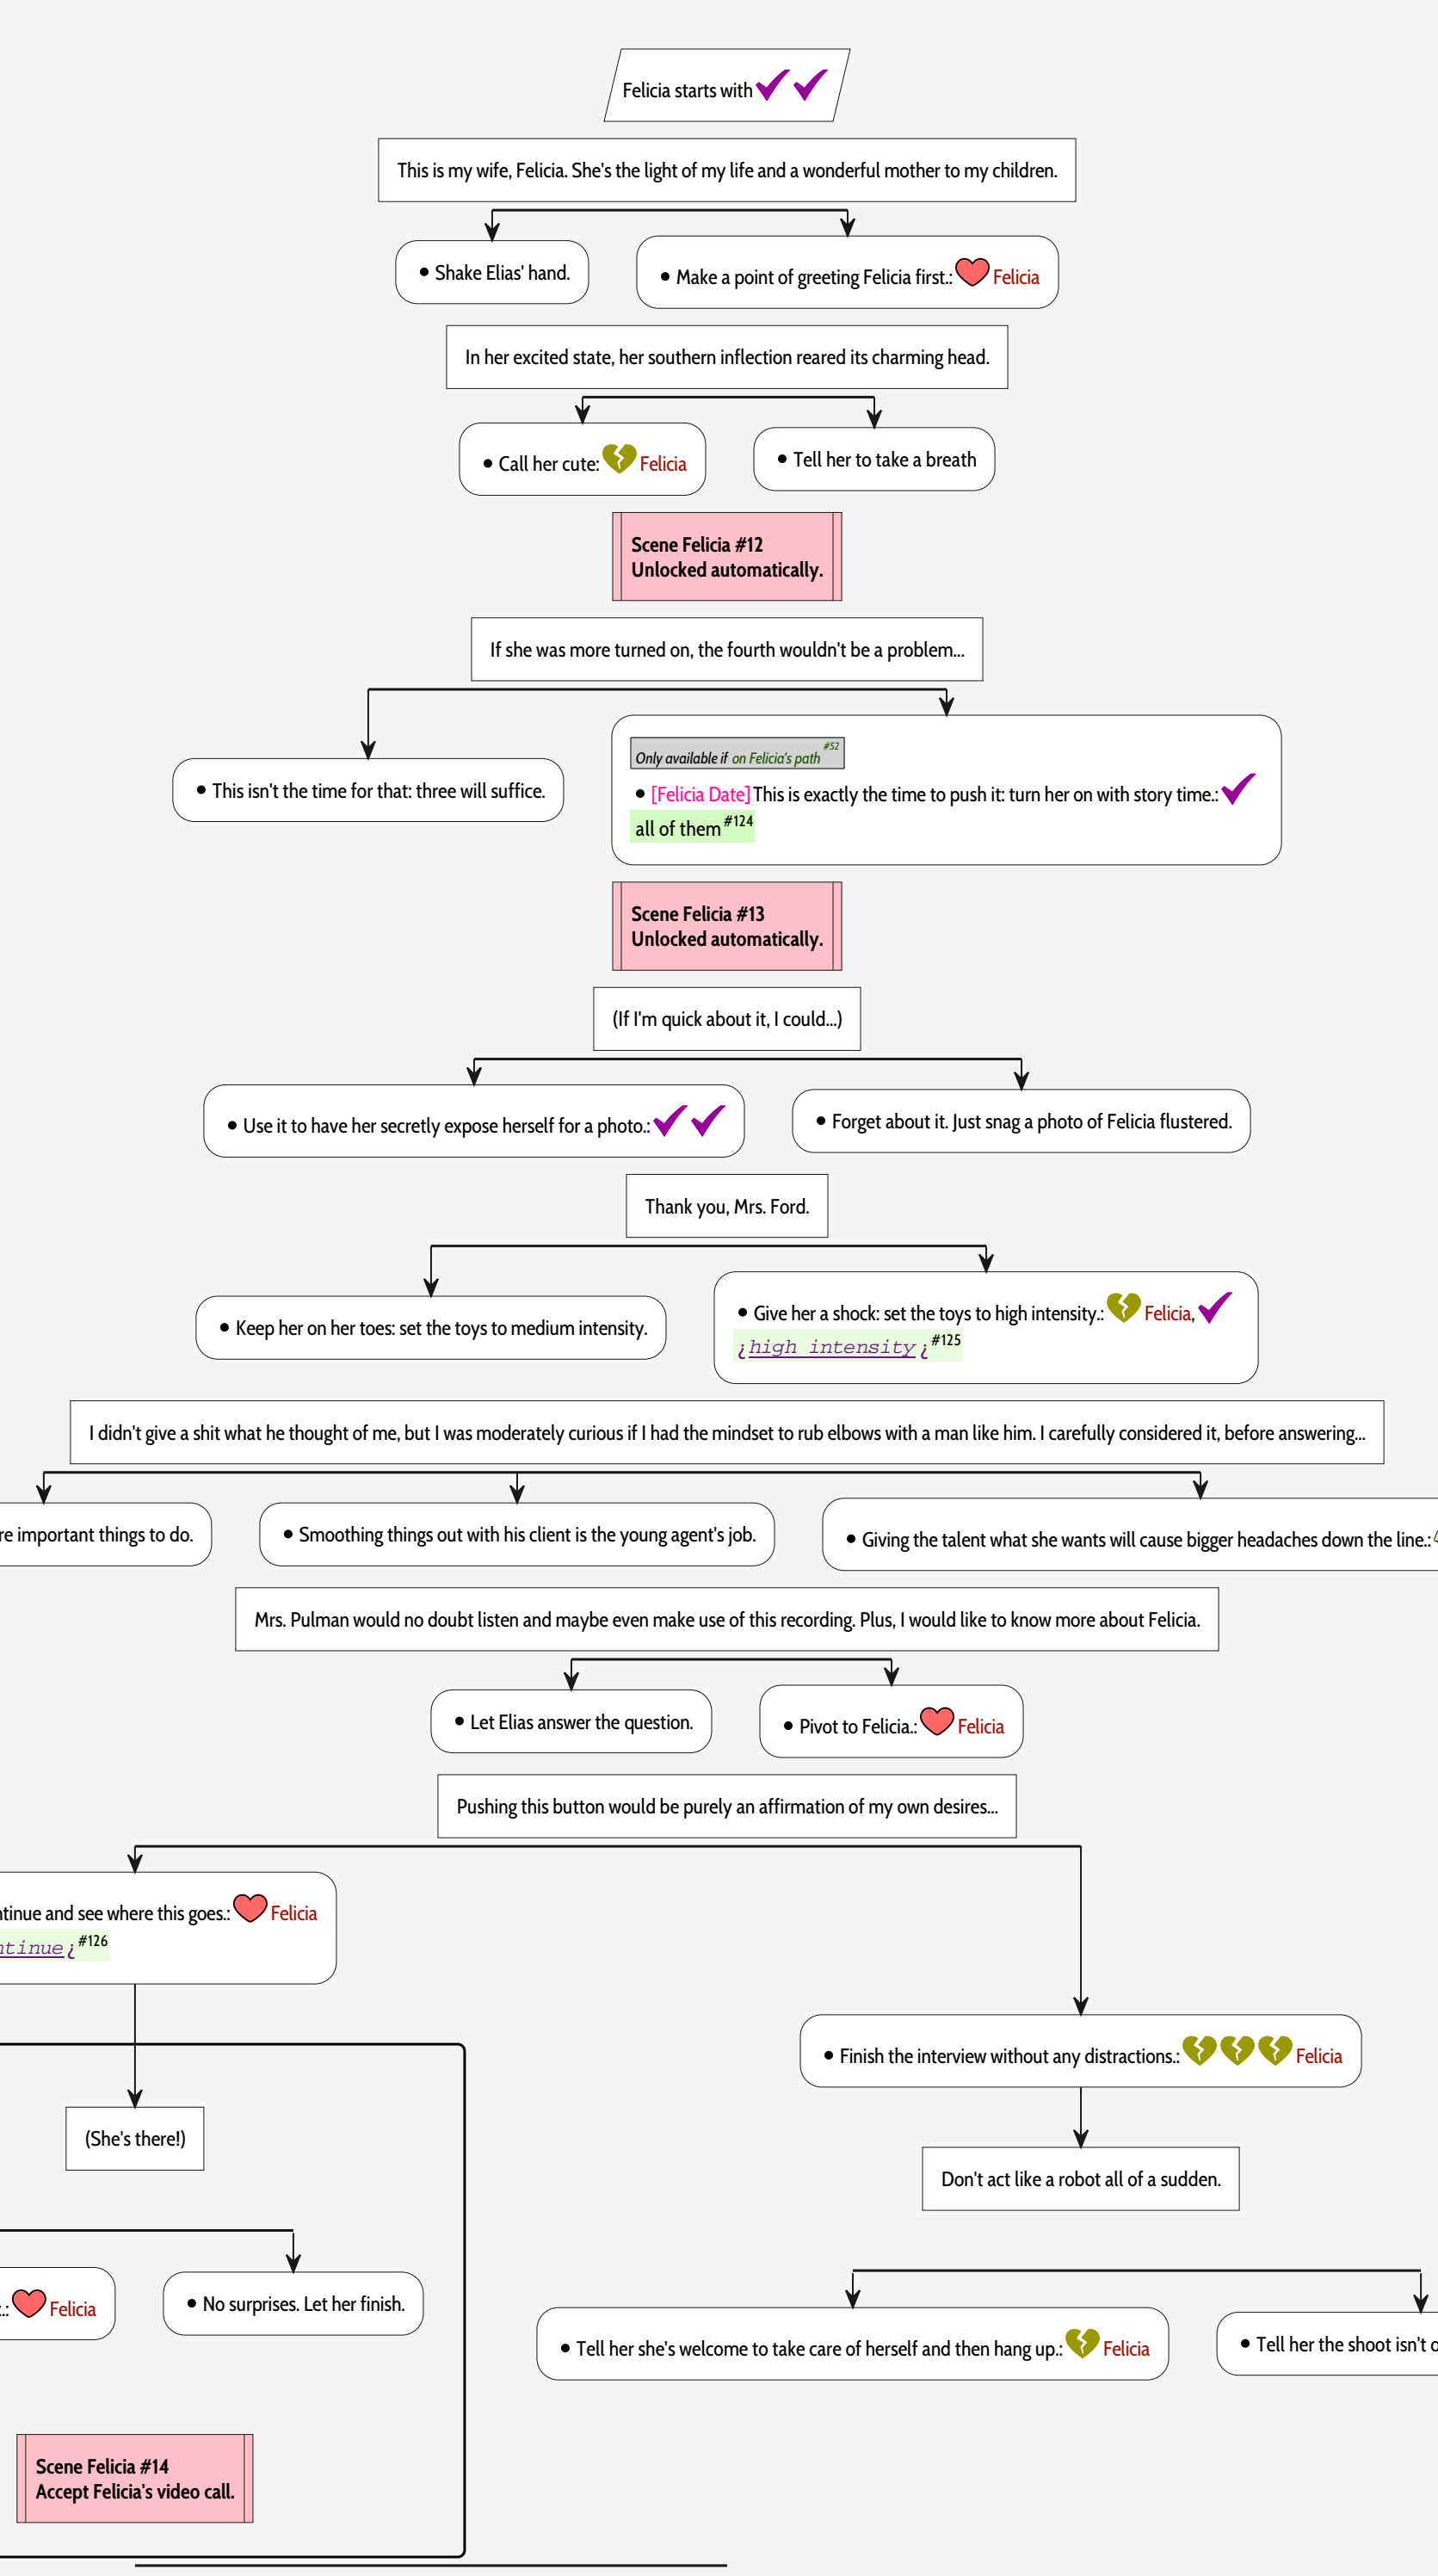 Felicia starts with
This is my wife, Felicia. She's the light of my life and a wonderful mother to my children.
• Shake Elias' hand.
• Make a point of greeting Felicia first.: Felicia
In her excited state, her southern inflection reared its charming head.
• Call her cute: Felicia
• Tell her to take a breath
Scene Felicia #12
Unlocked automatically.
If she was more turned on, the fourth wouldn't be a problem...
• This isn't the time for that: three will suffice.
Only available if on Felicia's path #52
• [Felicia Date] This is exactly the time to push it: turn her on with story time.:
all of them #124
Scene Felicia #13
Unlocked automatically.
(If I'm quick about it, I could...)
• Use it to have her secretly expose herself for a photo.:
• Forget about it. Just snag a photo of Felicia flustered.
Thank you, Mrs. Ford.
• Keep her on her toes: set the toys to medium intensity.
• Give her a shock: set the toys to high intensity.: Felicia,
¿high intensity¿ #125
I didn't give a shit what he thought of me, but I was moderately curious if I had the mindset to rub elbows with a man like him. I carefully considered it, before answering...
re important things to do.
• Smoothing things out with his client is the young agent's job.
• Giving the talent what she wants will cause bigger headaches down the line.:
Mrs. Pulman would no doubt listen and maybe even make use of this recording. Plus, I would like to know more about Felicia.
• Let Elias answer the question.
• Pivot to Felicia.: Felicia
Pushing this button would be purely an affirmation of my own desires...
ntinue and see where this goes.: Felicia
ntinue¿ #126
• Finish the interview without any distractions.: Felicia
(She's there!)
Don't act like a robot all of a sudden.
.: Felicia
• No surprises. Let her finish.
• Tell her she's welcome to take care of herself and then hang up.: Felicia
• Tell her the shoot isn't o
Scene Felicia #14
Accept Felicia's video call.